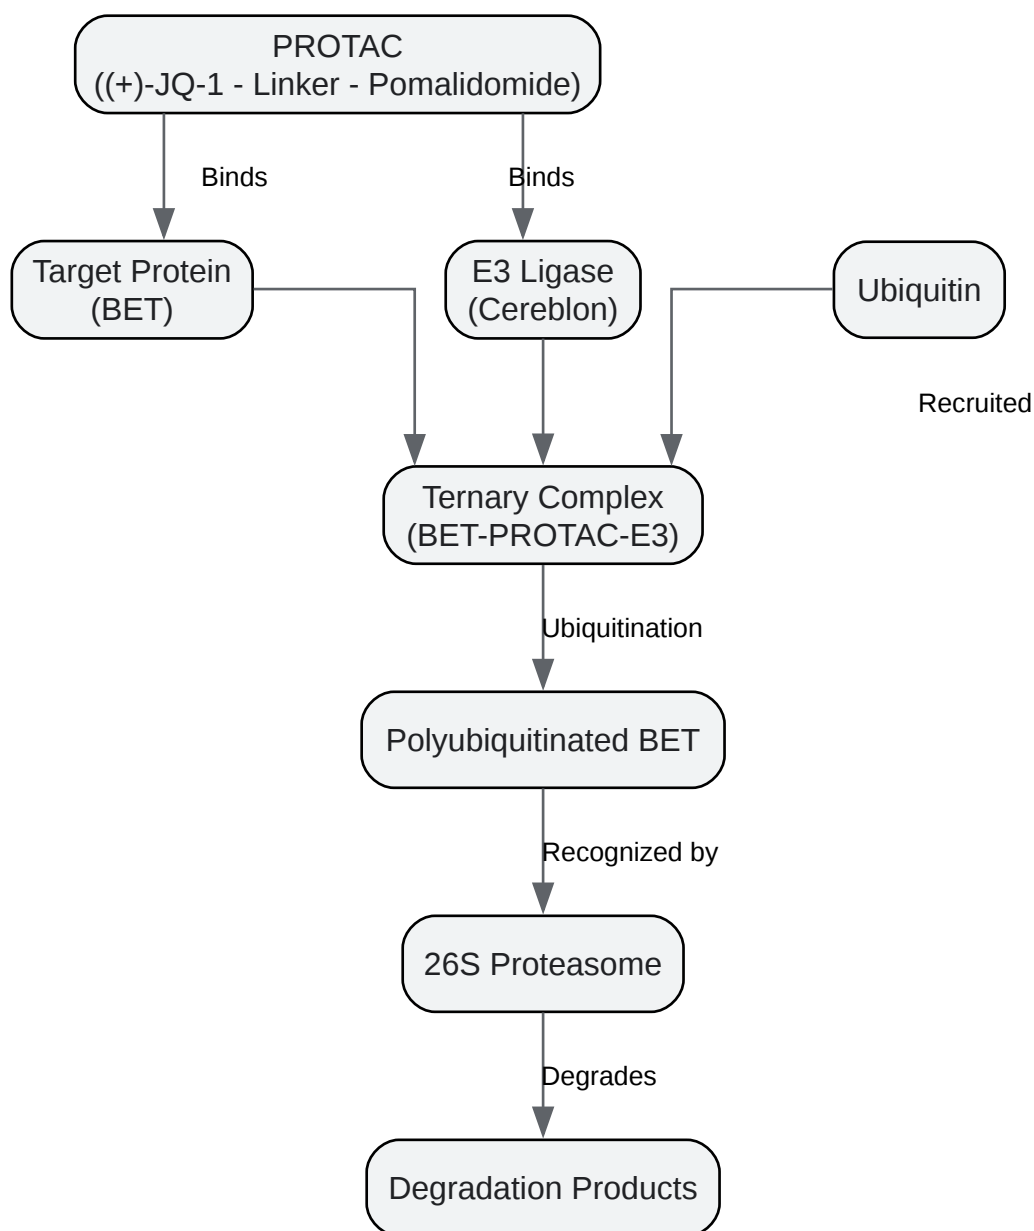 PROTAC
((+)-JQ-1 - Linker - Pomalidomide)
Binds
Binds
Target Protein
(BET)
E3 Ligase
(Cereblon)
Ubiquitin
Recruited
Ternary Complex
(BET-PROTAC-E3)
Ubiquitination
Polyubiquitinated BET
Recognized by
26S Proteasome
Degrades
Degradation Products